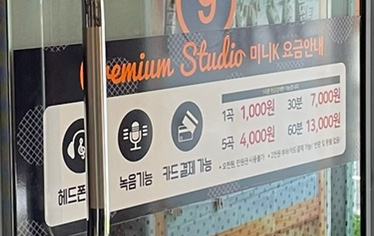 9
Premium Studio 미니K 요금안내
1곡 1,000원 30분 7,000원
5곡 4,000원 60분 13,000원
헤드폰
녹음기능
카드결제 가능